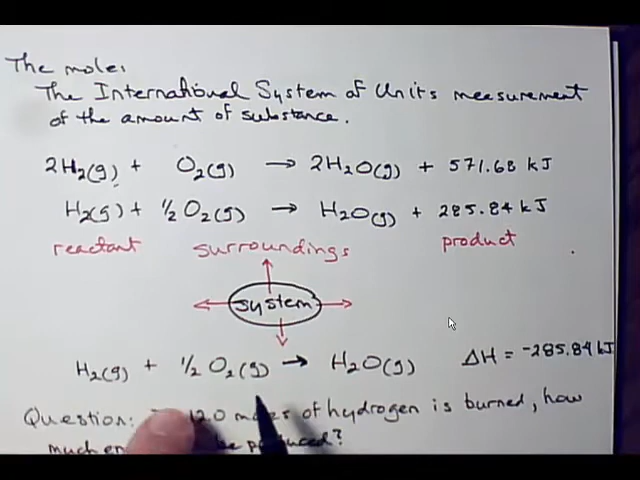 The mole:
The International System of Units measurement
of the amount of substance.
2H₂(g) + O₂(g) → 2H₂O(g) + 571.68 kJ
H₂(g) + ½ O₂(g) → H₂O(g) + 285.84 kJ
reactant surroundings product
system
H₂(g) + ½ O₂(g) → H₂O(g) ΔH = -285.84 kJ
Question: 12.0 moles of hydrogen is burned, how
much be produced?